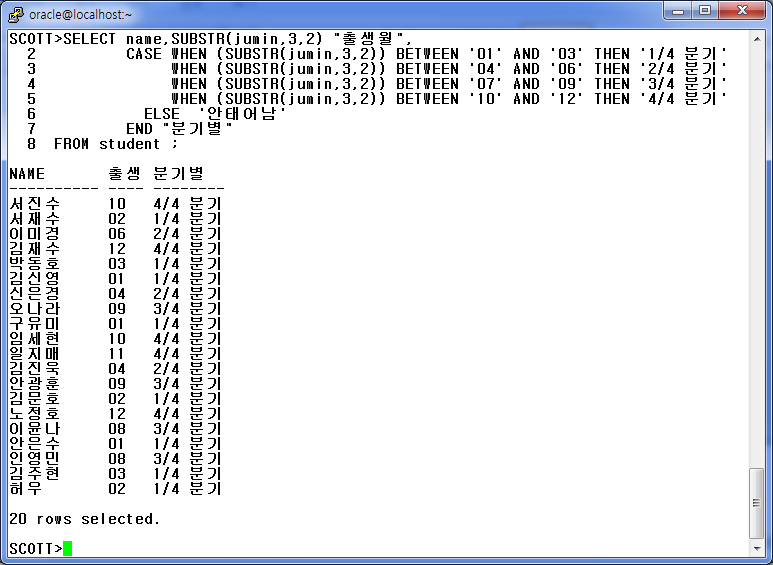 oracle@localhost:~
SCOTT>SELECT name,SUBSTR(jumin,3,2) "출생월",
  2          CASE WHEN (SUBSTR(jumin,3,2)) BETWEEN '01' AND '03' THEN '1/4 분기'
  3               WHEN (SUBSTR(jumin,3,2)) BETWEEN '04' AND '06' THEN '2/4 분기'
  4               WHEN (SUBSTR(jumin,3,2)) BETWEEN '07' AND '09' THEN '3/4 분기'
  5               WHEN (SUBSTR(jumin,3,2)) BETWEEN '10' AND '12' THEN '4/4 분기'
  6            ELSE  '안태어남'
  7          END "분기별"
  8  FROM student ;
NAME       출생 분기별
---------- ---- --------
서진수     10   4/4 분기
서재수     02   1/4 분기
이미경     06   2/4 분기
김재수     12   4/4 분기
박동호     03   1/4 분기
김신영     01   1/4 분기
신은경     04   2/4 분기
오나라     09   3/4 분기
구유미     01   1/4 분기
임세현     10   4/4 분기
일지매     11   4/4 분기
김진욱     04   2/4 분기
안광훈     09   3/4 분기
김문호     02   1/4 분기
노정호     12   4/4 분기
이윤나     08   3/4 분기
안은수     01   1/4 분기
인영민     08   3/4 분기
김주현     03   1/4 분기
허우       02   1/4 분기
20 rows selected.
SCOTT>